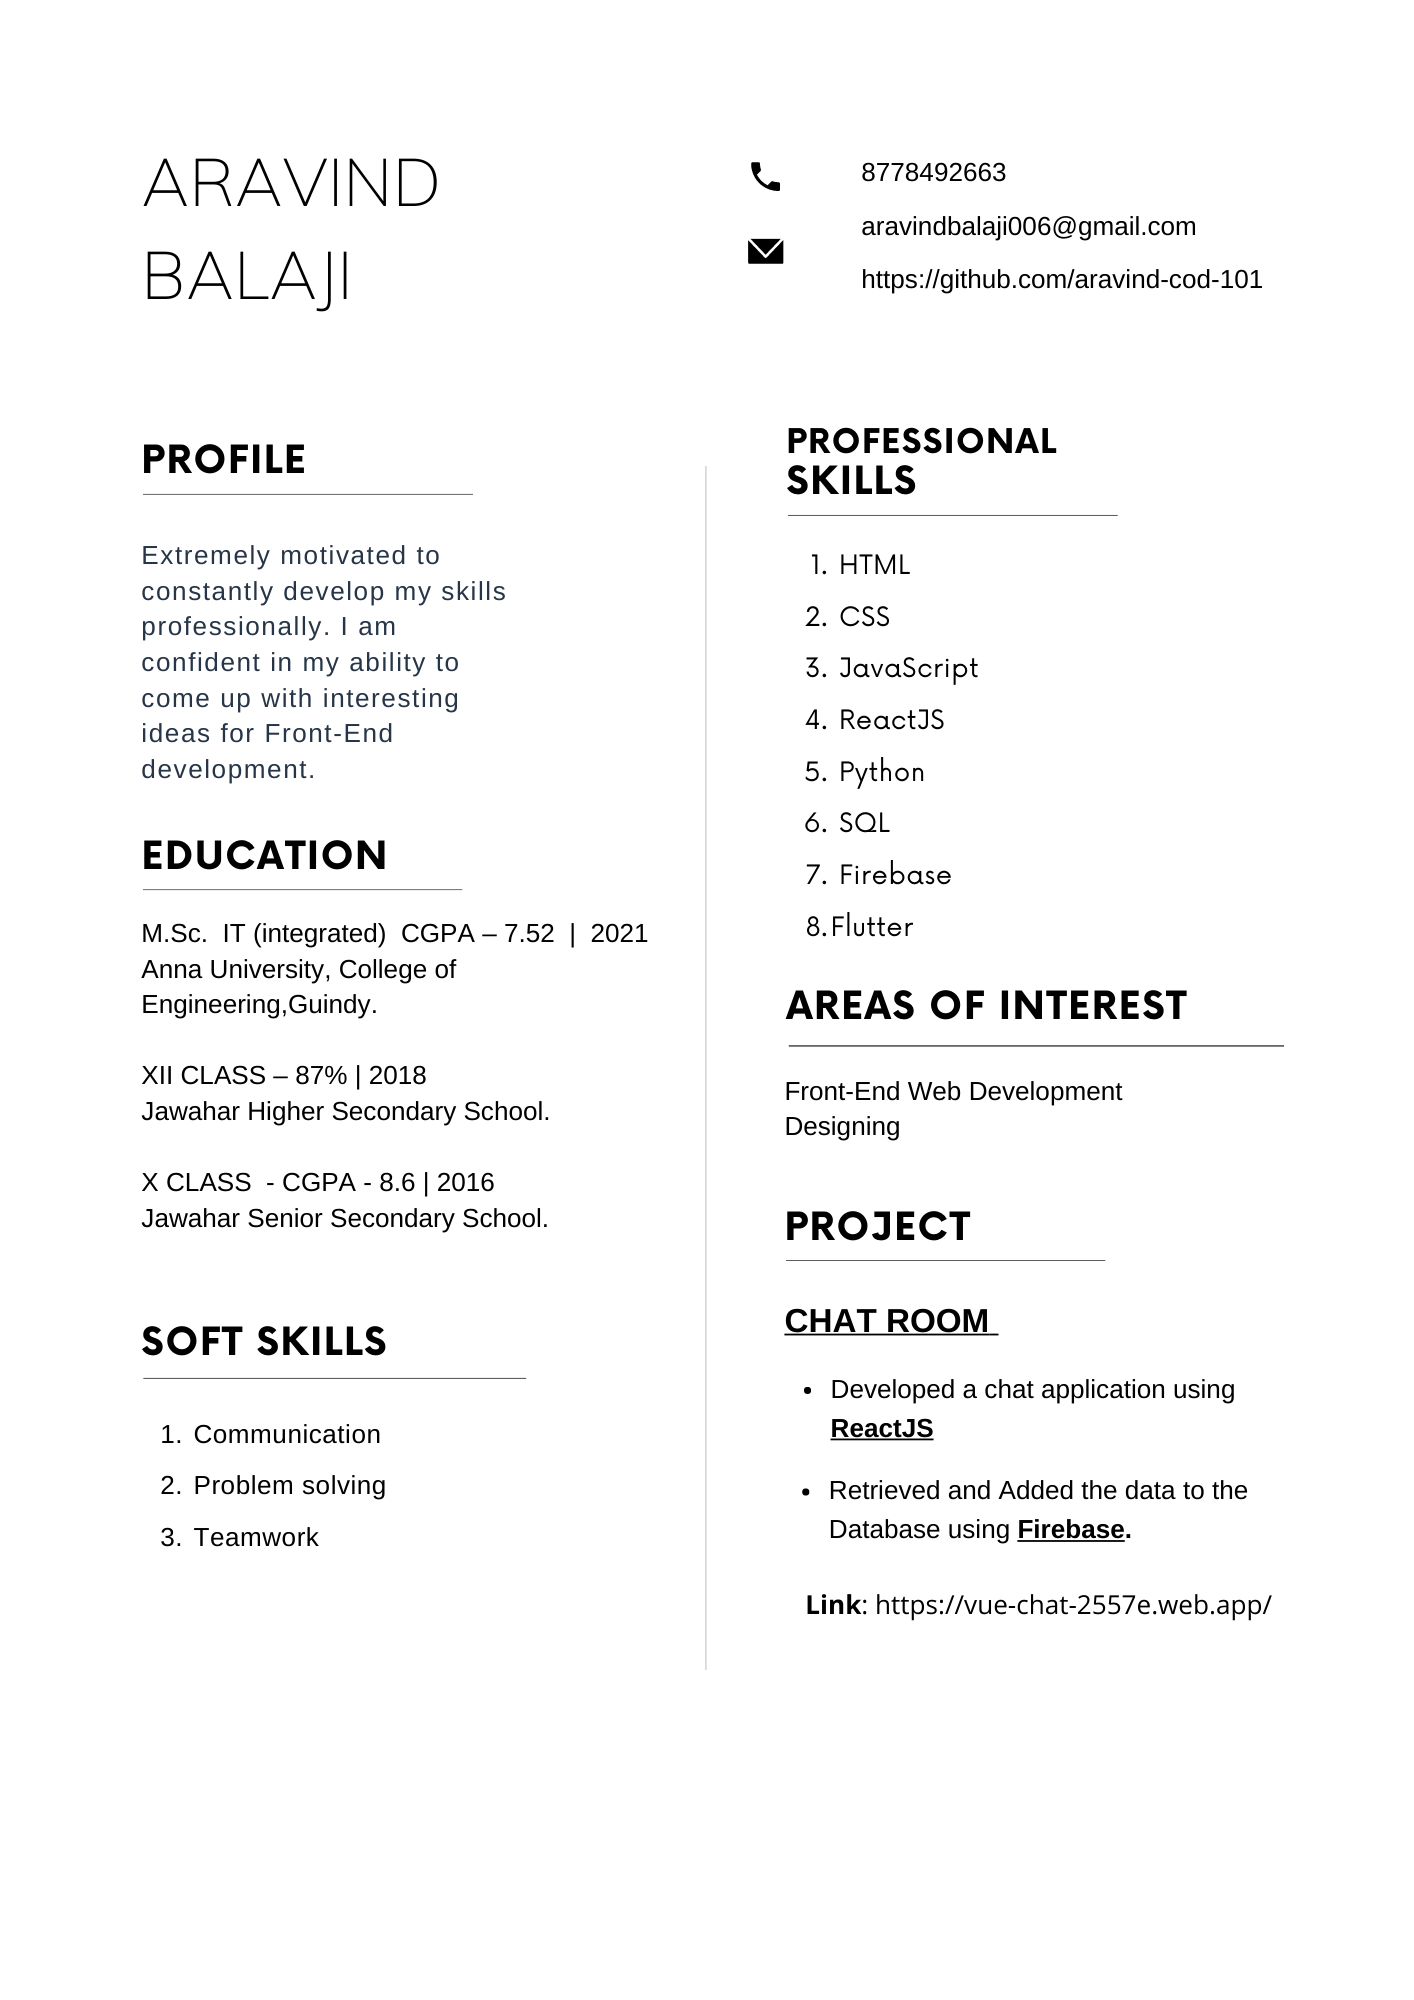 ARAVIND
BALAJI
8778492663
aravindbalaji006@gmail.com
https://github.com/aravind-cod-101
PROFILE
Extremely motivated to
constantly develop my skills
professionally. I am
confident in my ability to
come up with interesting
ideas for Front-End
development.
EDUCATION
M.Sc.  IT (integrated)  CGPA – 7.52  |  2021
Anna University, College of
Engineering,Guindy.
XII CLASS – 87% | 2018
Jawahar Higher Secondary School.
X CLASS  - CGPA - 8.6 | 2016
Jawahar Senior Secondary School.
SOFT SKILLS
1. Communication
2. Problem solving
3. Teamwork
PROFESSIONAL
SKILLS
1. HTML
2. CSS
3. JavaScript
4. ReactJS
5. Python
6. SQL
7. Firebase
8.Flutter
AREAS OF INTEREST
Front-End Web Development
Designing
PROJECT
CHAT ROOM
• Developed a chat application using
ReactJS
• Retrieved and Added the data to the
Database using Firebase.
Link: https://vue-chat-2557e.web.app/